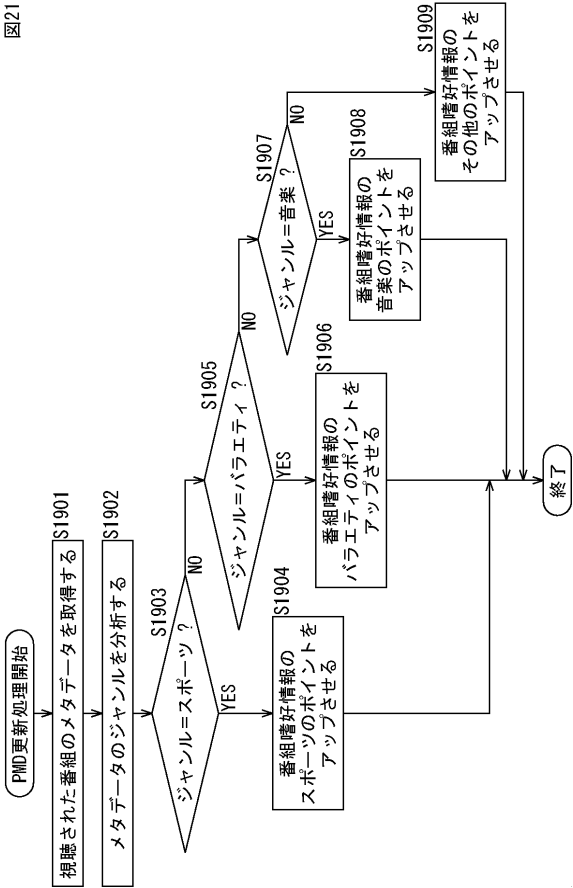 図21
PMD更新処理開始
S1901
視聴された番組のメタデータを取得する
S1902
メタデータのジャンルを分析する
S1903
ジャンル=スポーツ ?
NO
YES
S1904
番組嗜好情報の
スポーツのポイントを
アップさせる
S1905
ジャンル=バラエティ ?
NO
YES
S1906
番組嗜好情報の
バラエティのポイントを
アップさせる
S1907
ジャンル=音楽 ?
NO
YES
S1908
番組嗜好情報の
音楽のポイントを
アップさせる
S1909
番組嗜好情報の
その他のポイントを
アップさせる
終了